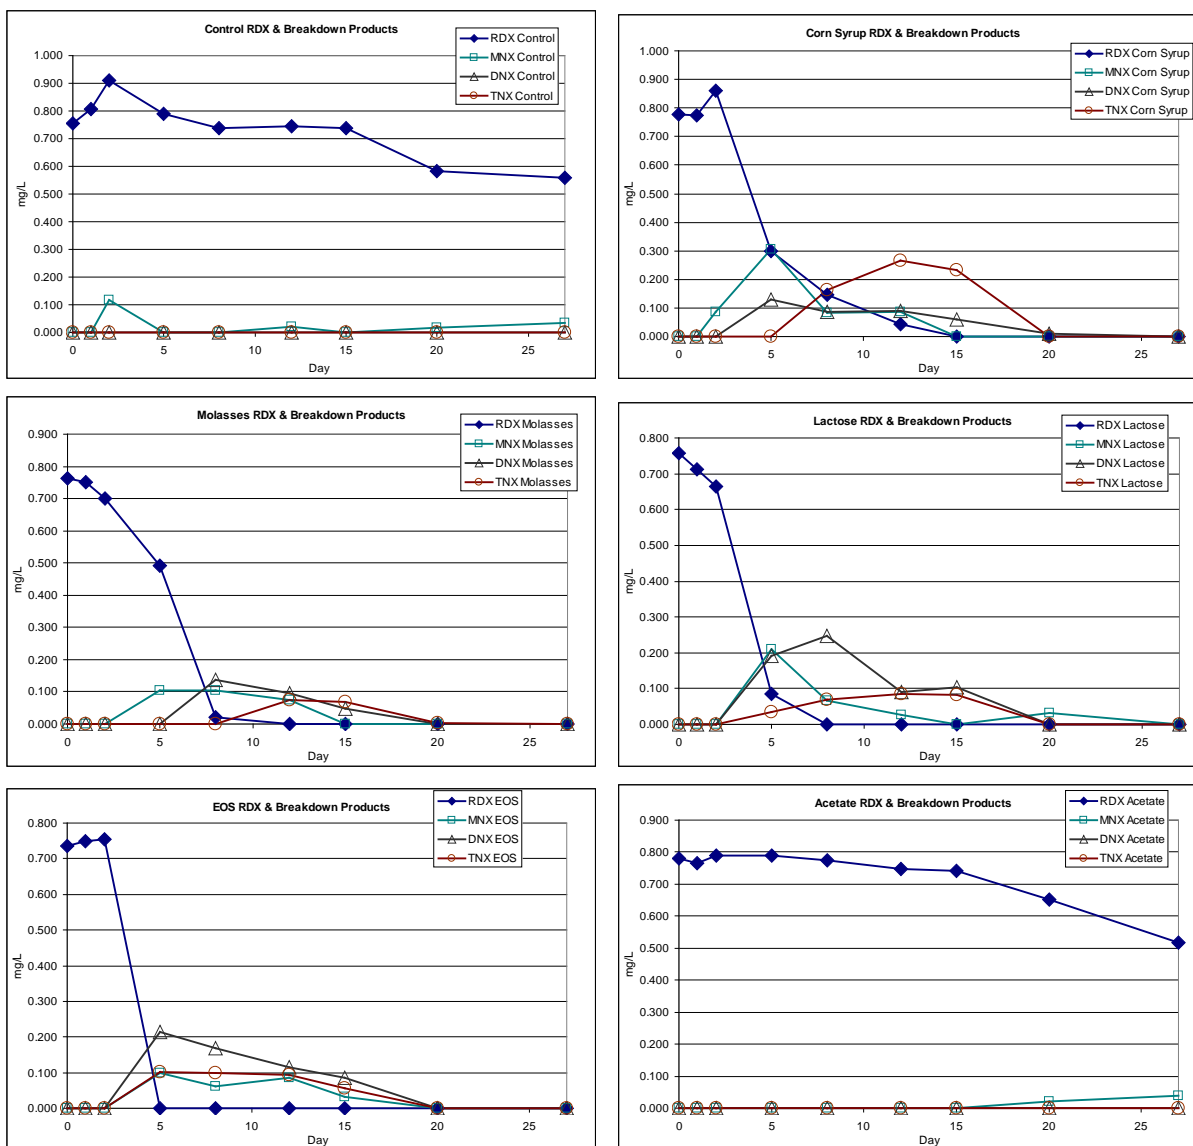 Control RDX & Breakdown Products
RDX Control
MNX Control
DNX Control
TNX Control
1.000
0.900
0.800
0.700
0.600
0.500
0.400
0.300
0.200
0.100
0.000
mg/L
0 5 10 15 20 25
Day
Corn Syrup RDX & Breakdown Products
RDX Corn Syrup
MNX Corn Syrup
DNX Corn Syrup
TNX Corn Syrup
1.000
0.900
0.800
0.700
0.600
0.500
0.400
0.300
0.200
0.100
0.000
mg/L
0 5 10 15 20 25
Day
Molasses RDX & Breakdown Products
RDX Molasses
MNX Molasses
DNX Molasses
TNX Molasses
0.900
0.800
0.700
0.600
0.500
0.400
0.300
0.200
0.100
0.000
mg/L
0 5 10 15 20 25
Day
Lactose RDX & Breakdown Products
RDX Lactose
MNX Lactose
DNX Lactose
TNX Lactose
0.800
0.700
0.600
0.500
0.400
0.300
0.200
0.100
0.000
mg/L
0 5 10 15 20 25
Day
EOS RDX & Breakdown Products
RDX EOS
MNX EOS
DNX EOS
TNX EOS
0.800
0.700
0.600
0.500
0.400
0.300
0.200
0.100
0.000
mg/L
0 5 10 15 20 25
Day
Acetate RDX & Breakdown Products
RDX Acetate
MNX Acetate
DNX Acetate
TNX Acetate
0.900
0.800
0.700
0.600
0.500
0.400
0.300
0.200
0.100
0.000
mg/L
0 5 10 15 20 25
Day